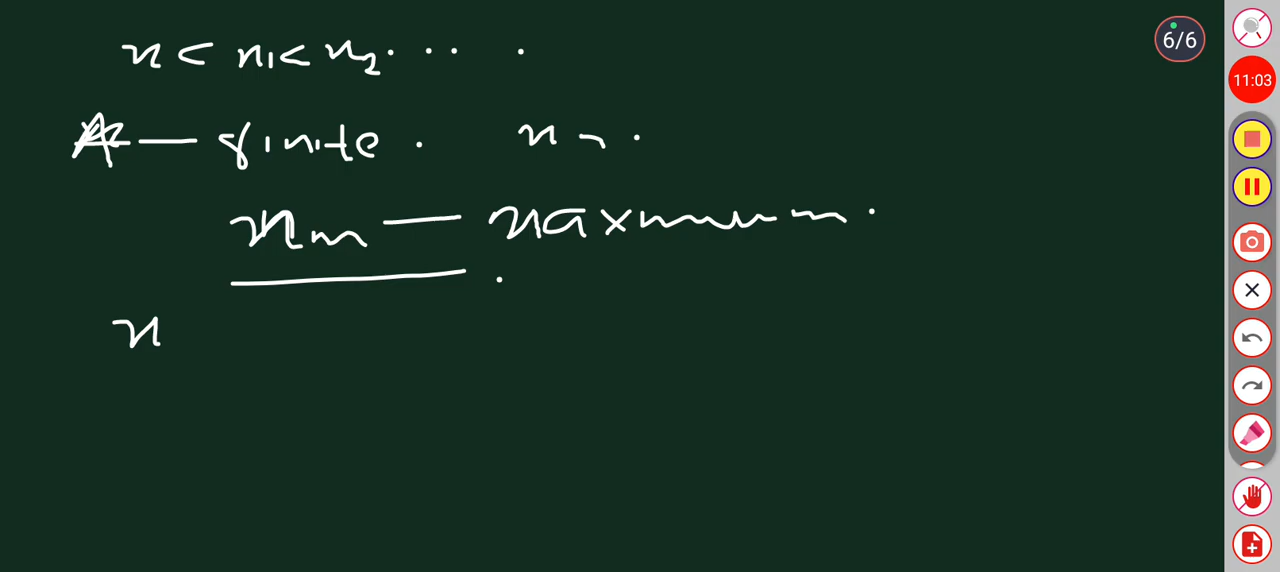 x < x1 < x2 . . . .
A — finite . x
xm — maximum .
x
6/6
11:03